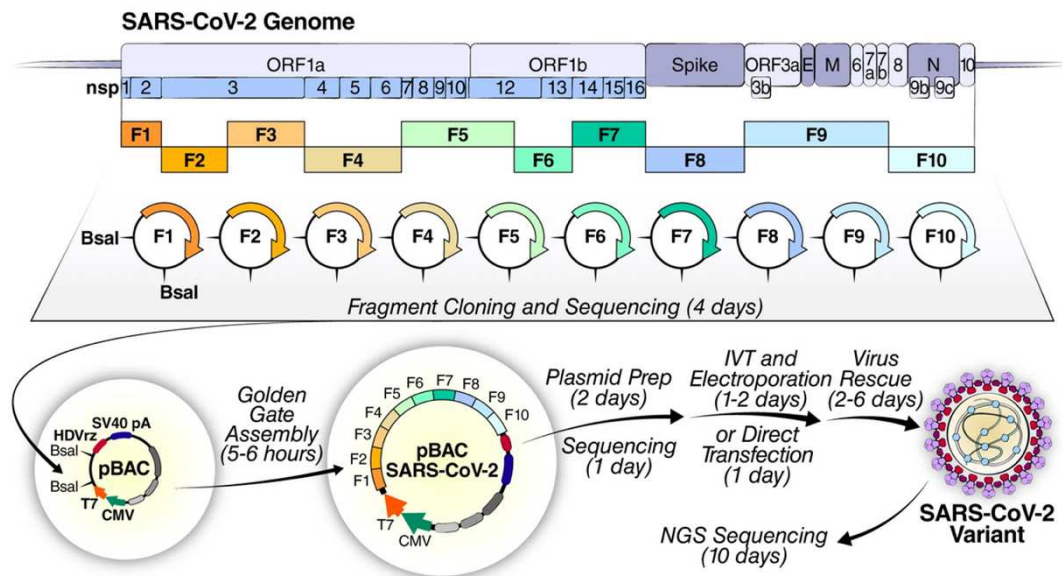 SARS-CoV-2 Genome
ORF1a
ORF1b
Spike
ORF3a
E
M
6
7a
7b
8
N
10
nsp
1
2
3
4
5
6
7
8
9
10
12
13
14
15
16
3b
9b
9c
F1
F3
F5
F7
F9
F2
F4
F6
F8
F10
BsaI
F1
F2
F3
F4
F5
F6
F7
F8
F9
F10
BsaI
Fragment Cloning and Sequencing (4 days)
HDVrz
SV40 pA
BsaI
pBAC
BsaI
T7
CMV
Golden
Gate
Assembly
(5-6 hours)
F1
F2
F3
F4
F5
F6
F7
F8
F9
F10
pBAC
SARS-CoV-2
T7
CMV
Plasmid Prep
(2 days)
Sequencing
(1 day)
IVT and
Electroporation
(1-2 days)
or Direct
Transfection
(1 day)
Virus
Rescue
(2-6 days)
SARS-CoV-2
Variant
NGS Sequencing
(10 days)